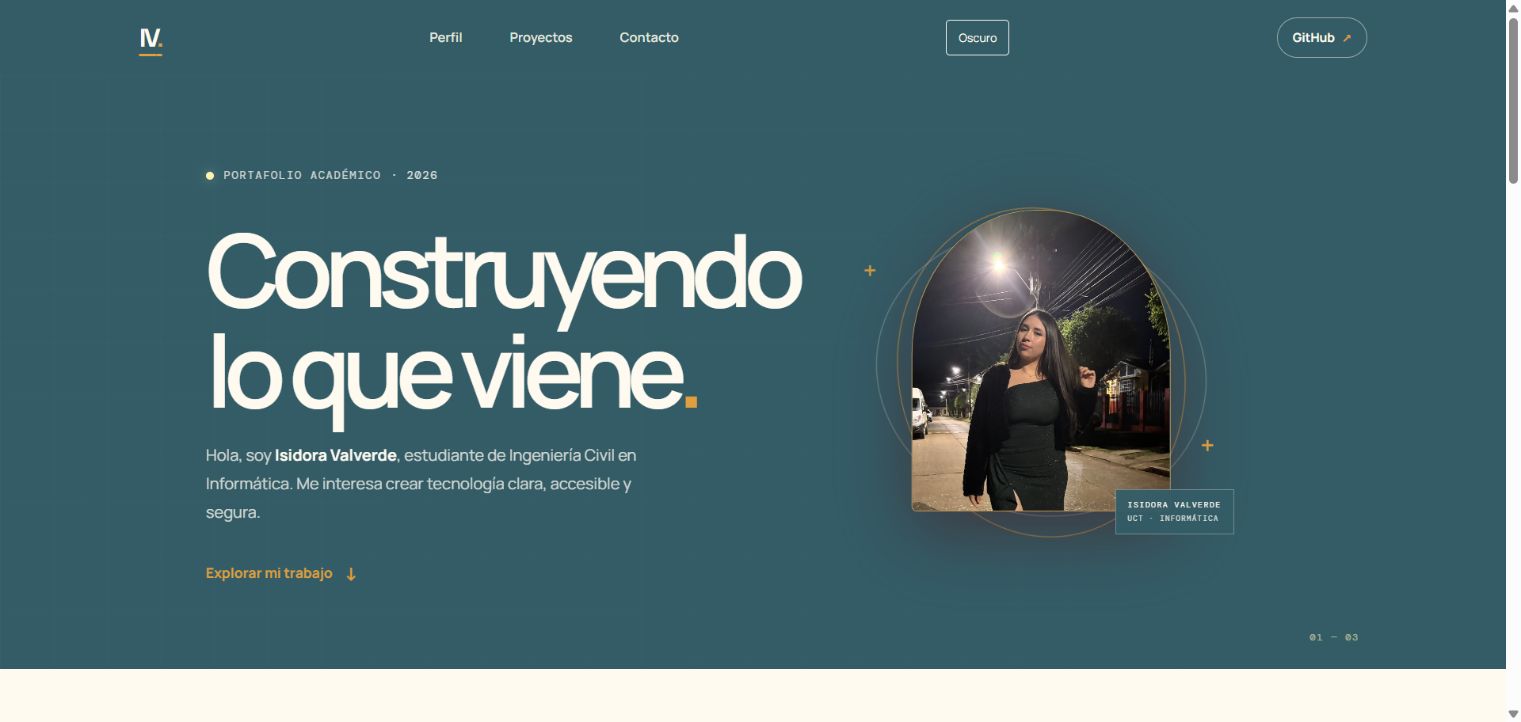 IV.
Perfil
Proyectos
Contacto
Oscuro
GitHub ↗
PORTAFOLIO ACADÉMICO · 2026
Construyendo
lo que viene.
Hola, soy Isidora Valverde, estudiante de Ingeniería Civil en
Informática. Me interesa crear tecnología clara, accesible y
segura.
Explorar mi trabajo ↓
ISIDORA VALVERDE
UCT · INFORMÁTICA
01 — 03